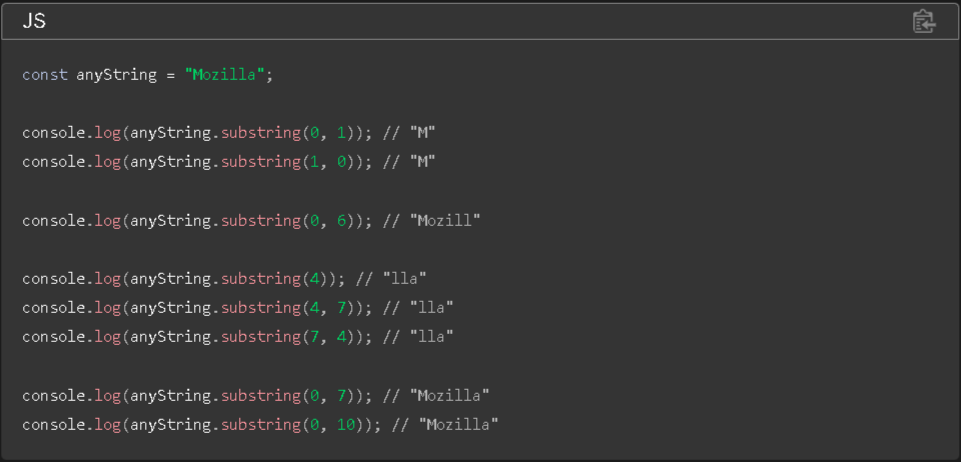 JS
const anyString = "Mozilla";
console.log(anyString.substring(0, 1)); // "M"
console.log(anyString.substring(1, 0)); // "M"
console.log(anyString.substring(0, 6)); // "Mozill"
console.log(anyString.substring(4)); // "lla"
console.log(anyString.substring(4, 7)); // "lla"
console.log(anyString.substring(7, 4)); // "lla"
console.log(anyString.substring(0, 7)); // "Mozilla"
console.log(anyString.substring(0, 10)); // "Mozilla"